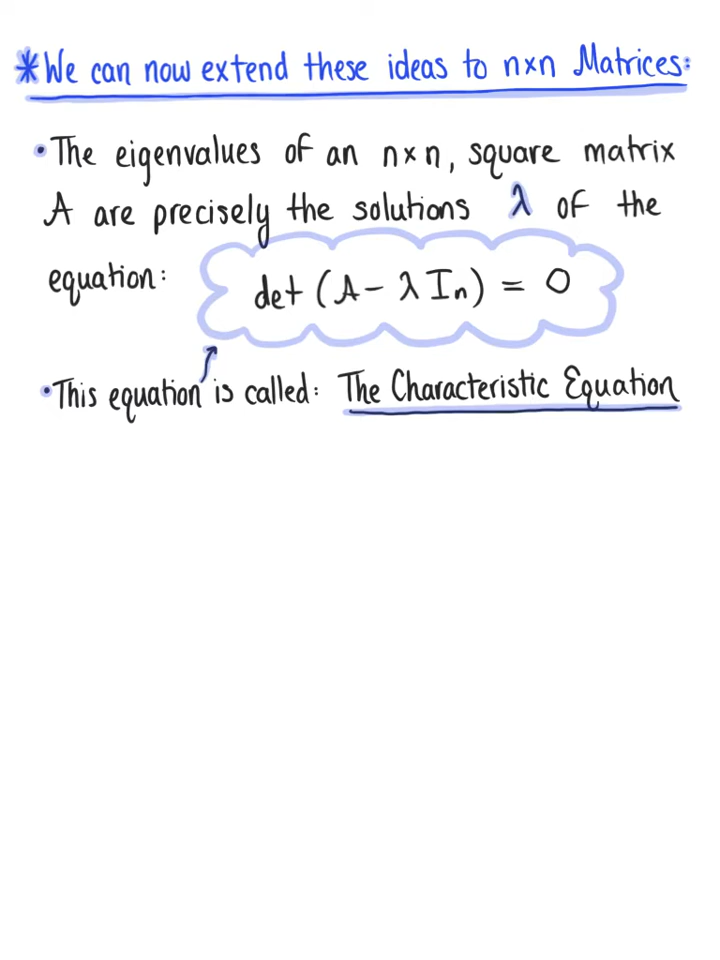 *We can now extend these ideas to n×n Matrices:
•The eigenvalues of an n×n, square matrix
A are precisely the solutions λ of the
equation: det (A - λ Iₙ) = 0
•This equation is called: The Characteristic Equation